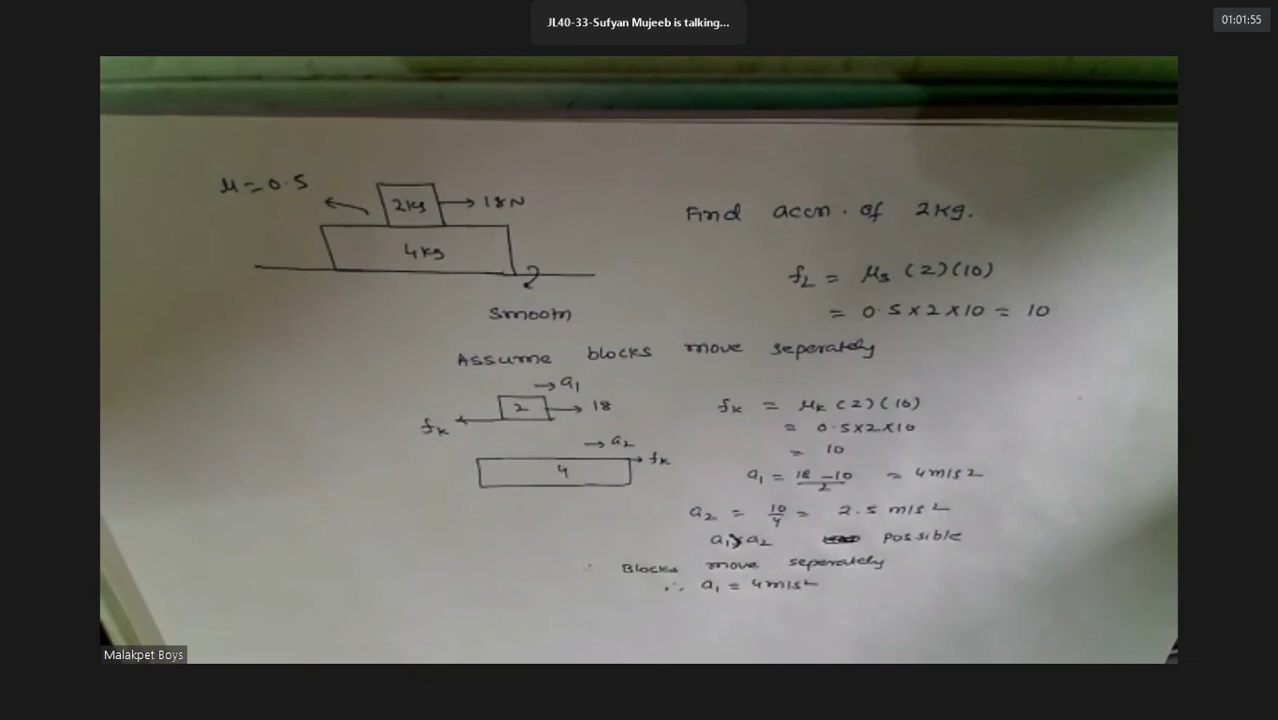 JL40-33-Sufyan Mujeeb is talking...
01:01:55
μ=0.5
2kg → 18N
4kg
Smooth
Find accn. of 2kg.
fL = μs (2)(10)
= 0.5×2×10 = 10
Assume blocks move seperately
→ a1
2 → 18
fk
→ a2
4 → fk
fk = μk (2)(10)
= 0.5×2×10
= 10
a1 = 18-10/2 = 4m/s2
a2 = 10/4 = 2.5 m/s2
a1>a2 possible
Blocks move seperately
∴ a1 = 4m/s2
Malakpet Boys